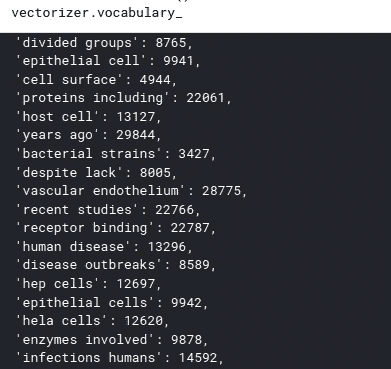 vectorizer.vocabulary_
'divided groups': 8765,
'epithelial cell': 9941,
'cell surface': 4944,
'proteins including': 22061,
'host cell': 13127,
'years ago': 29844,
'bacterial strains': 3427,
'despite lack': 8005,
'vascular endothelium': 28775,
'recent studies': 22766,
'receptor binding': 22787,
'human disease': 13296,
'disease outbreaks': 8589,
'hep cells': 12697,
'epithelial cells': 9942,
'hela cells': 12620,
'enzymes involved': 9878,
'infections humans': 14592,